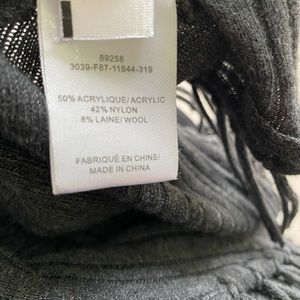 89258
3039-F87-11844-319
50% ACRYLIQUE/ ACRYLIC
42% NYLON
8% LAINE/ WOOL
FABRIQUÉ EN CHINE/
MADE IN CHINA